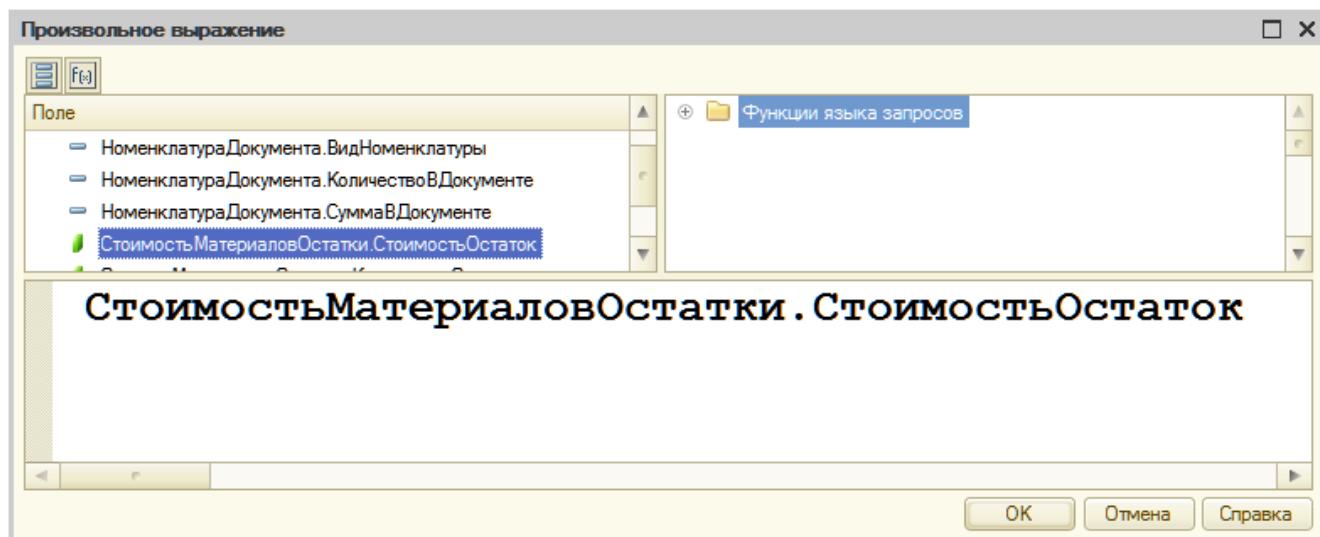 Произвольное выражение
F(x)
Поле
НоменклатураДокумента.ВидНоменклатуры
НоменклатураДокумента.КоличествоВДокументе
НоменклатураДокумента.СуммаВДокументе
СтоимостьМатериаловОстатки.СтоимостьОстаток
Функции языка запросов
СтоимостьМатериаловОстатки.СтоимостьОстаток
OK
Отмена
Справка